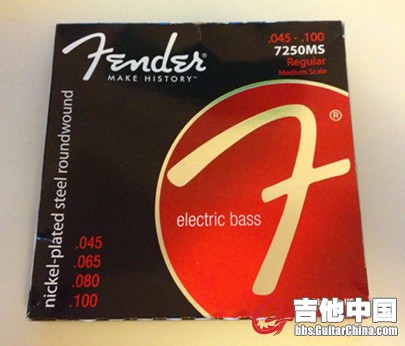 Fender
MAKE HISTORY™
.045 - .100
7250MS
Regular
Medium Scale
F®
electric bass
nickel-plated steel roundwound
.045
.065
.080
.100
吉他中国
bbs.GuitarChina.com